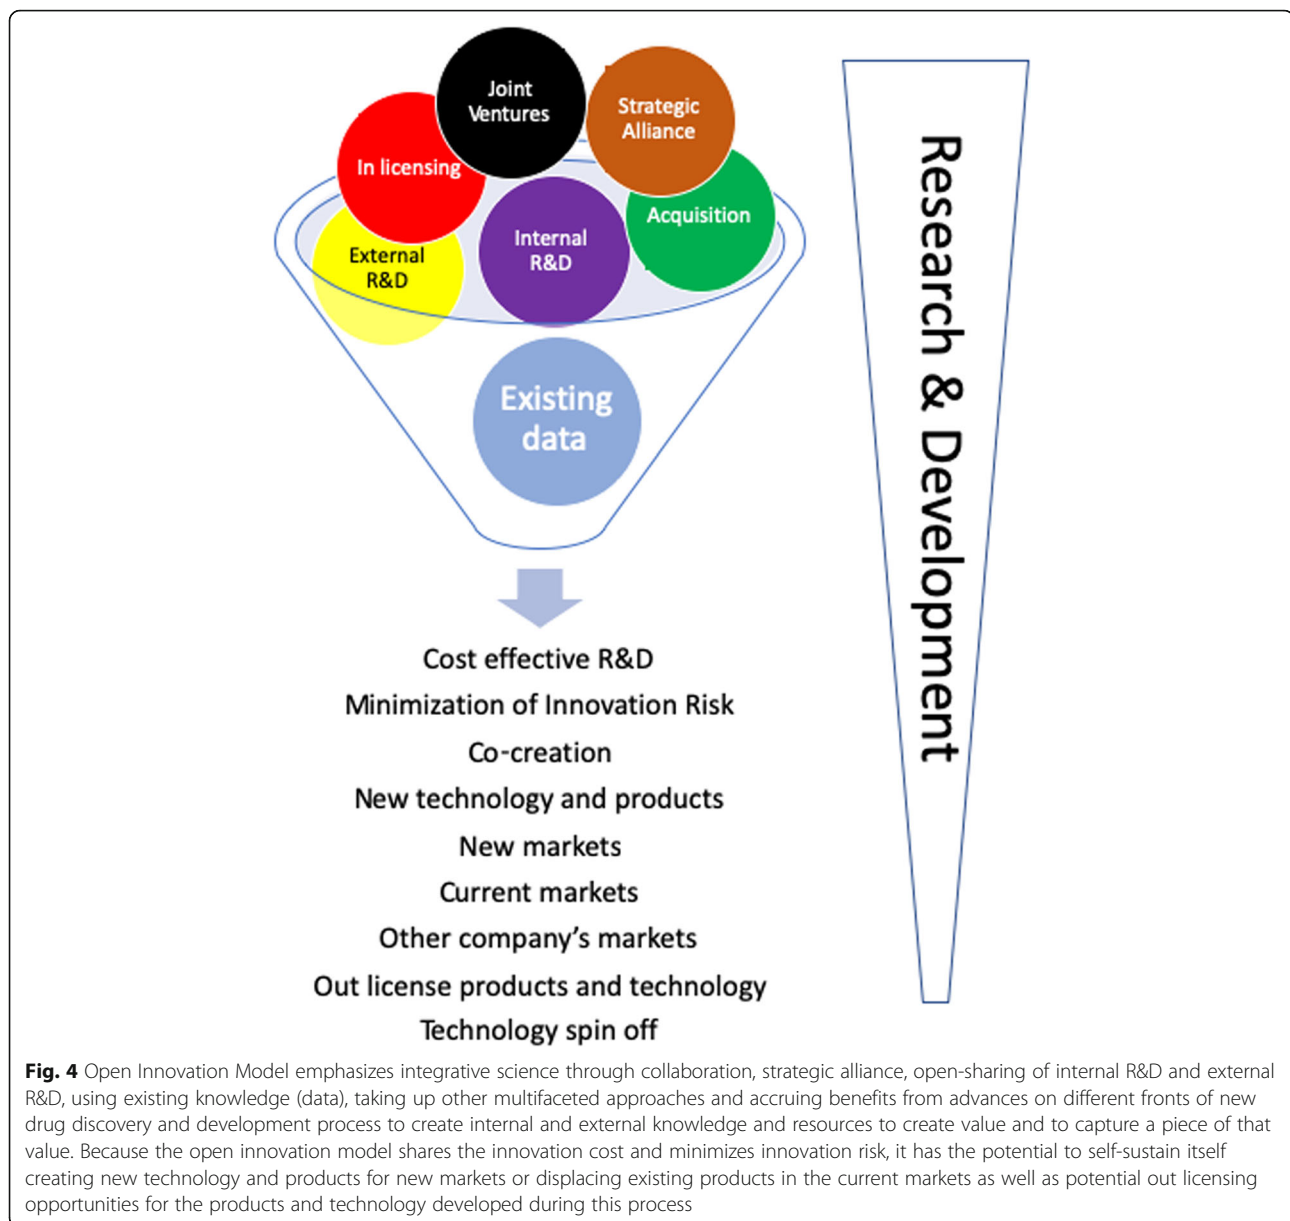 Joint
Ventures
Strategic
Alliance
In licensing
Acquisition
External
R&D
Internal
R&D
Existing
data
Research & Development
Cost effective R&D
Minimization of Innovation Risk
Co-creation
New technology and products
New markets
Current markets
Other company’s markets
Out license products and technology
Technology spin off
Fig. 4 Open Innovation Model emphasizes integrative science through collaboration, strategic alliance, open-sharing of internal R&D and external
R&D, using existing knowledge (data), taking up other multifaceted approaches and accruing benefits from advances on different fronts of new
drug discovery and development process to create internal and external knowledge and resources to create value and to capture a piece of that
value. Because the open innovation model shares the innovation cost and minimizes innovation risk, it has the potential to self-sustain itself
creating new technology and products for new markets or displacing existing products in the current markets as well as potential out licensing
opportunities for the products and technology developed during this process